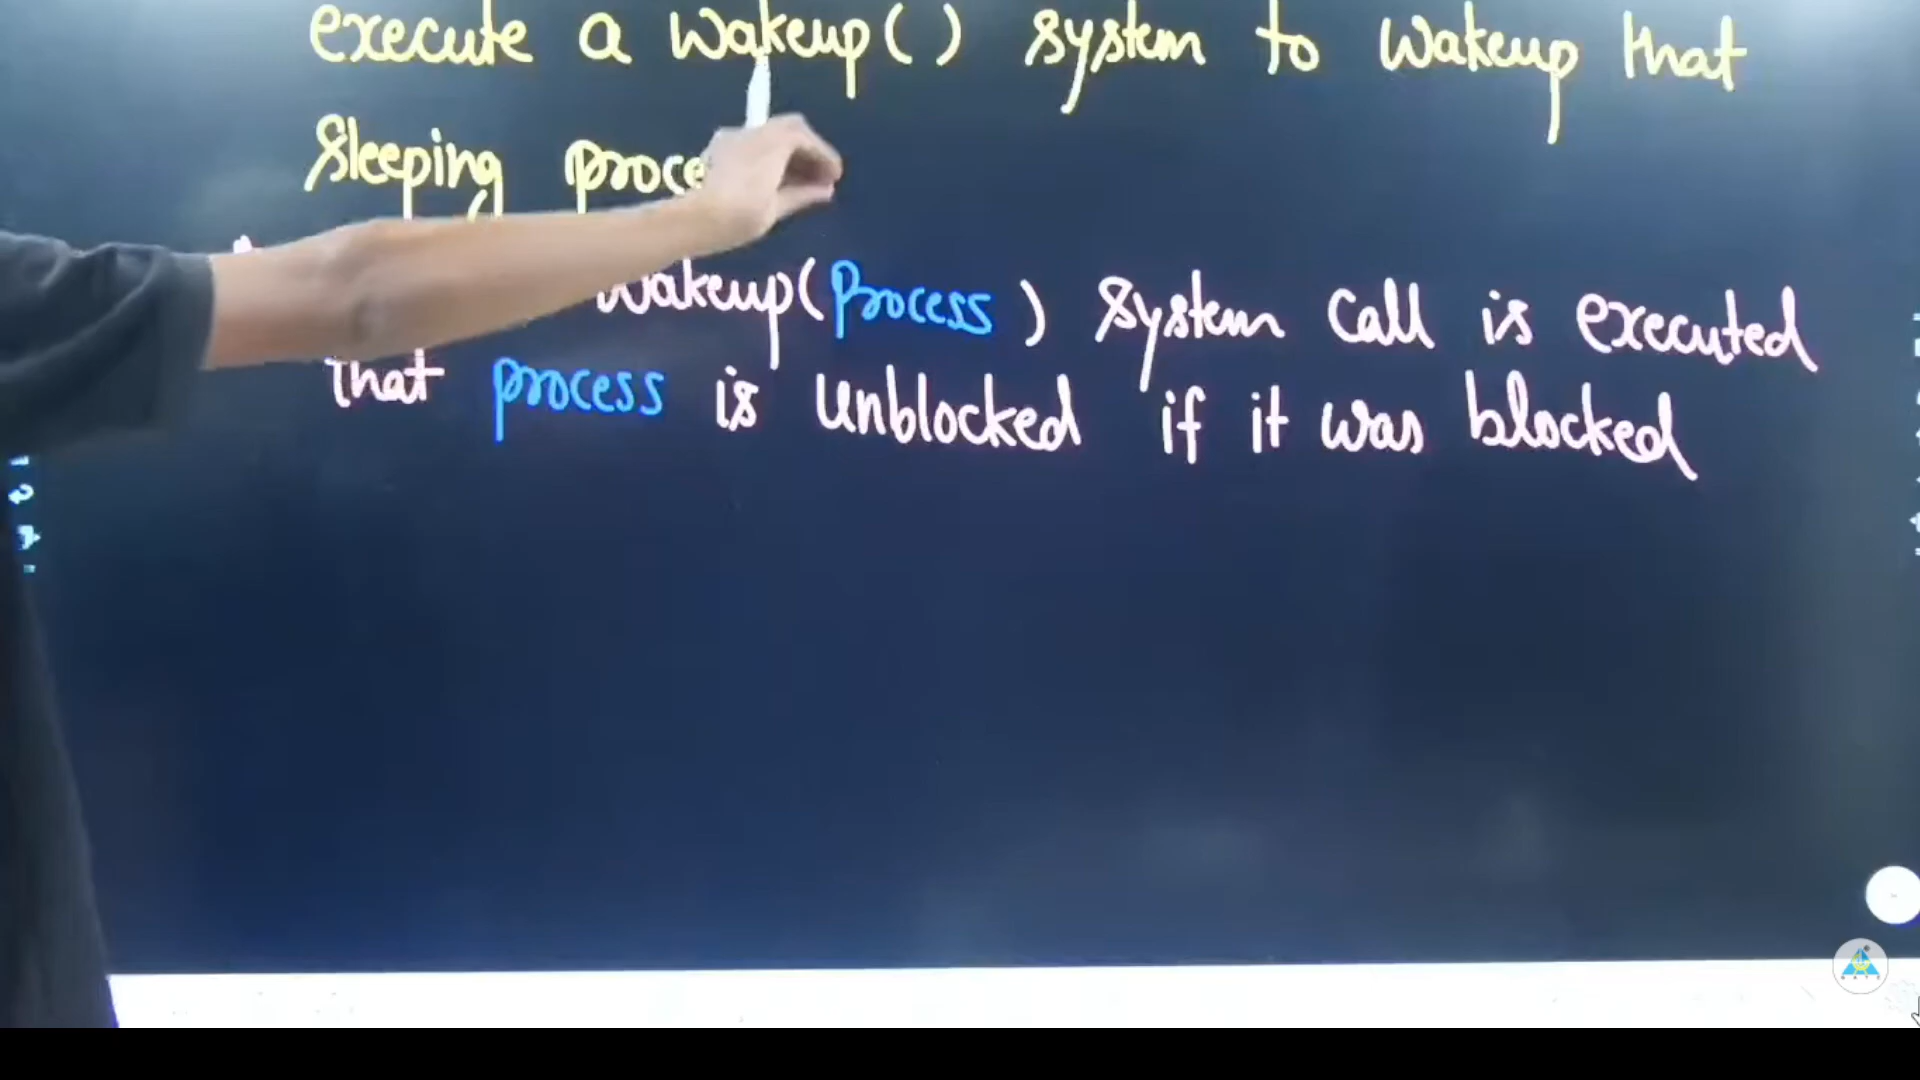 execute a wakeup( ) system to wakeup that
sleeping
wakeup(process) system call is executed
that process is unblocked if it was blocked